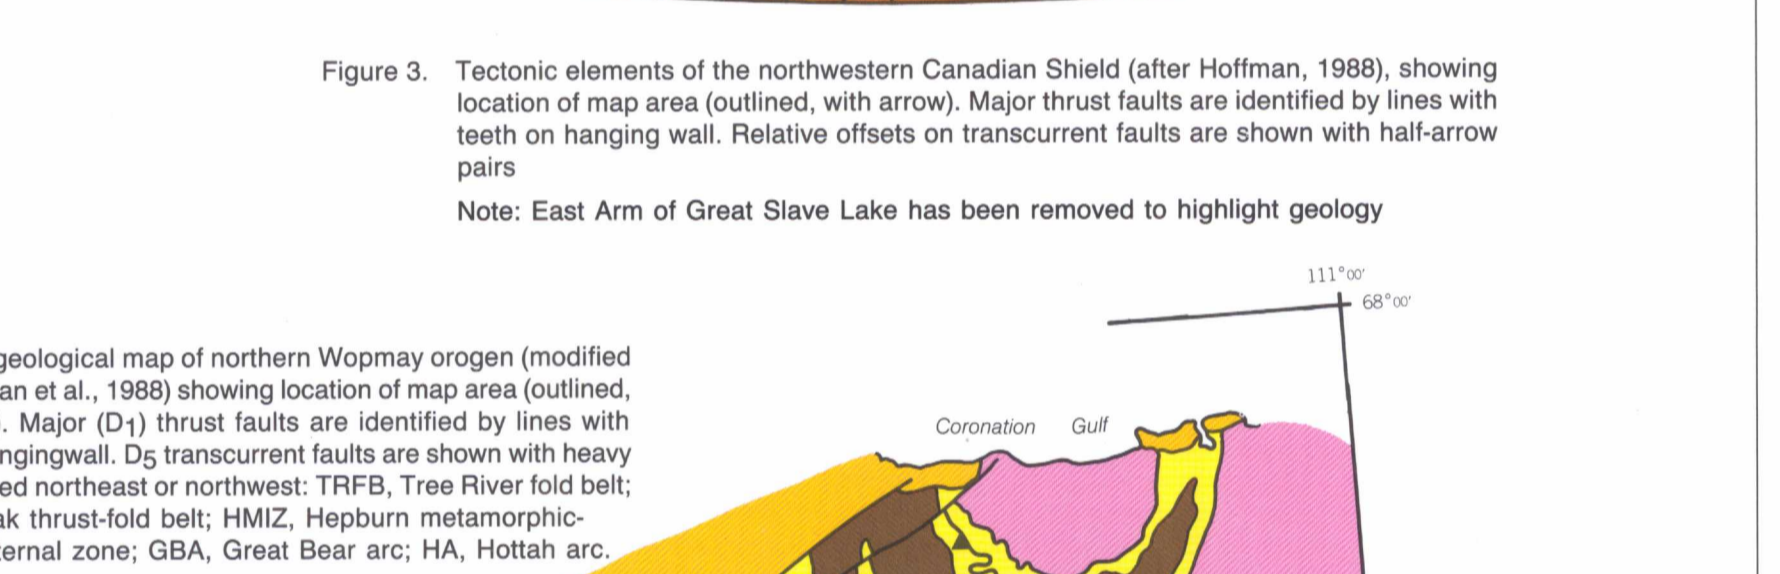 Figure 3. Tectonic elements of the northwestern Canadian Shield (after Hoffman, 1988), showing
location of map area (outlined, with arrow). Major thrust faults are identified by lines with
teeth on hanging wall. Relative offsets on transcurrent faults are shown with half-arrow
pairs
Note: East Arm of Great Slave Lake has been removed to highlight geology
111°00'
68°00'
geological map of northern Wopmay orogen (modified
an et al., 1988) showing location of map area (outlined,
. Major (D1) thrust faults are identified by lines with
ngingwall. D5 transcurrent faults are shown with heavy
ed northeast or northwest: TRFB, Tree River fold belt;
ak thrust-fold belt; HMIZ, Hepburn metamorphic-
ternal zone; GBA, Great Bear arc; HA, Hottah arc.
Coronation Gulf